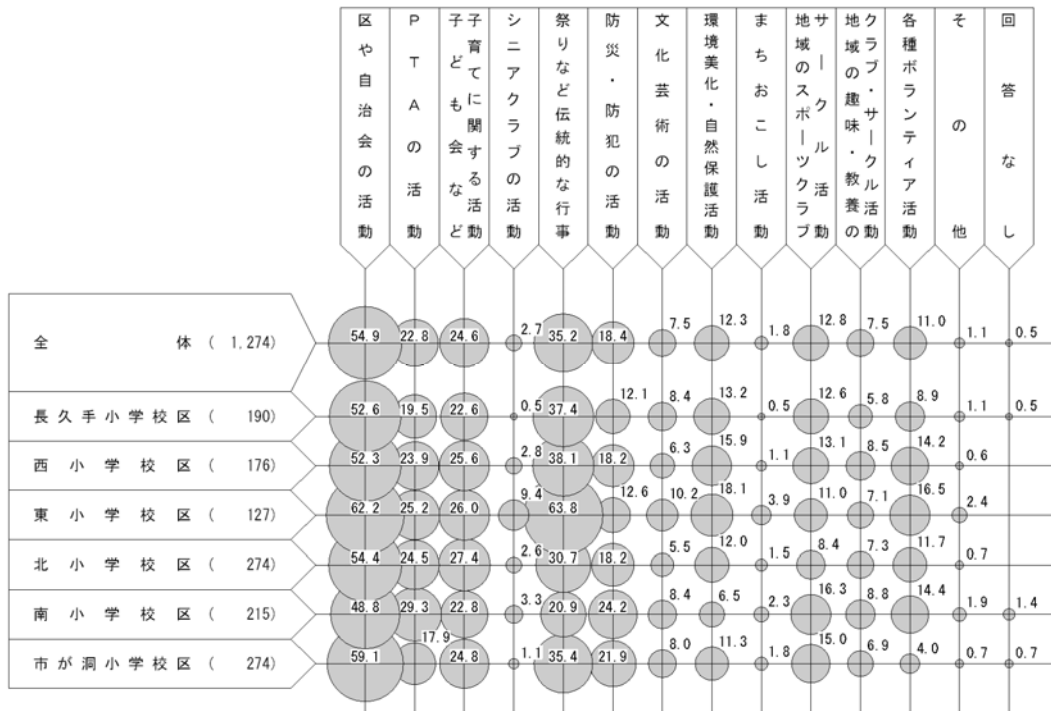 区や自治会の活動
PTAの活動
子育てに関する活動
子ども会など
シニアクラブの活動
祭りなど伝統的な行事
防災・防犯の活動
文化芸術の活動
環境美化・自然保護活動
まちおこし活動
サークル活動
地域のスポーツクラブ
クラブ・サークル活動
地域の趣味・教養の
各種ボランティア活動
その他
回答なし
全体 ( 1,274) 54.9 22.8 24.6 2.7 35.2 18.4 7.5 12.3 1.8 12.8 7.5 11.0 1.1 0.5
長久手小学校区 ( 190) 52.6 19.5 22.6 0.5 37.4 12.1 8.4 13.2 0.5 12.6 5.8 8.9 1.1 0.5
西小学校区 ( 176) 52.3 23.9 25.6 2.8 38.1 18.2 6.3 15.9 1.1 13.1 8.5 14.2 0.6
東小学校区 ( 127) 62.2 25.2 26.0 9.4 63.8 12.6 10.2 18.1 3.9 11.0 7.1 16.5 2.4
北小学校区 ( 274) 54.4 24.5 27.4 2.6 30.7 18.2 5.5 12.0 1.5 8.4 7.3 11.7 0.7
南小学校区 ( 215) 48.8 29.3 22.8 3.3 20.9 24.2 8.4 6.5 2.3 16.3 8.8 14.4 1.9 1.4
市が洞小学校区 ( 274) 59.1 17.9 24.8 1.1 35.4 21.9 8.0 11.3 1.8 15.0 6.9 4.0 0.7 0.7